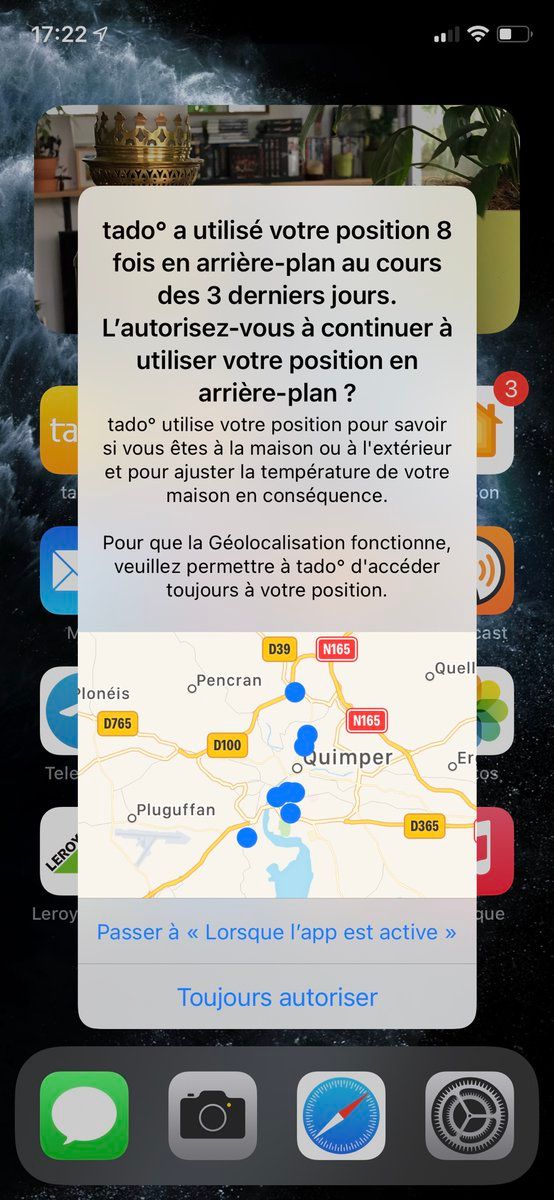 17:22
tado° a utilisé votre position 8
fois en arrière-plan au cours
des 3 derniers jours.
L’autorisez-vous à continuer à
utiliser votre position en
arrière-plan ?
tado° utilise votre position pour savoir
si vous êtes à la maison ou à l'extérieur
et pour ajuster la température de votre
maison en conséquence.
Pour que la Géolocalisation fonctionne,
veuillez permettre à tado° d'accéder
toujours à votre position.
3
ta
ta
son
M
cast
Tele
tos
LEROY
Leroy
que
D39
N165
Quell
Pencran
Plonéis
D765
N165
D100
Quimper
Er
Pluguffan
D365
Passer à « Lorsque l’app est active »
Toujours autoriser